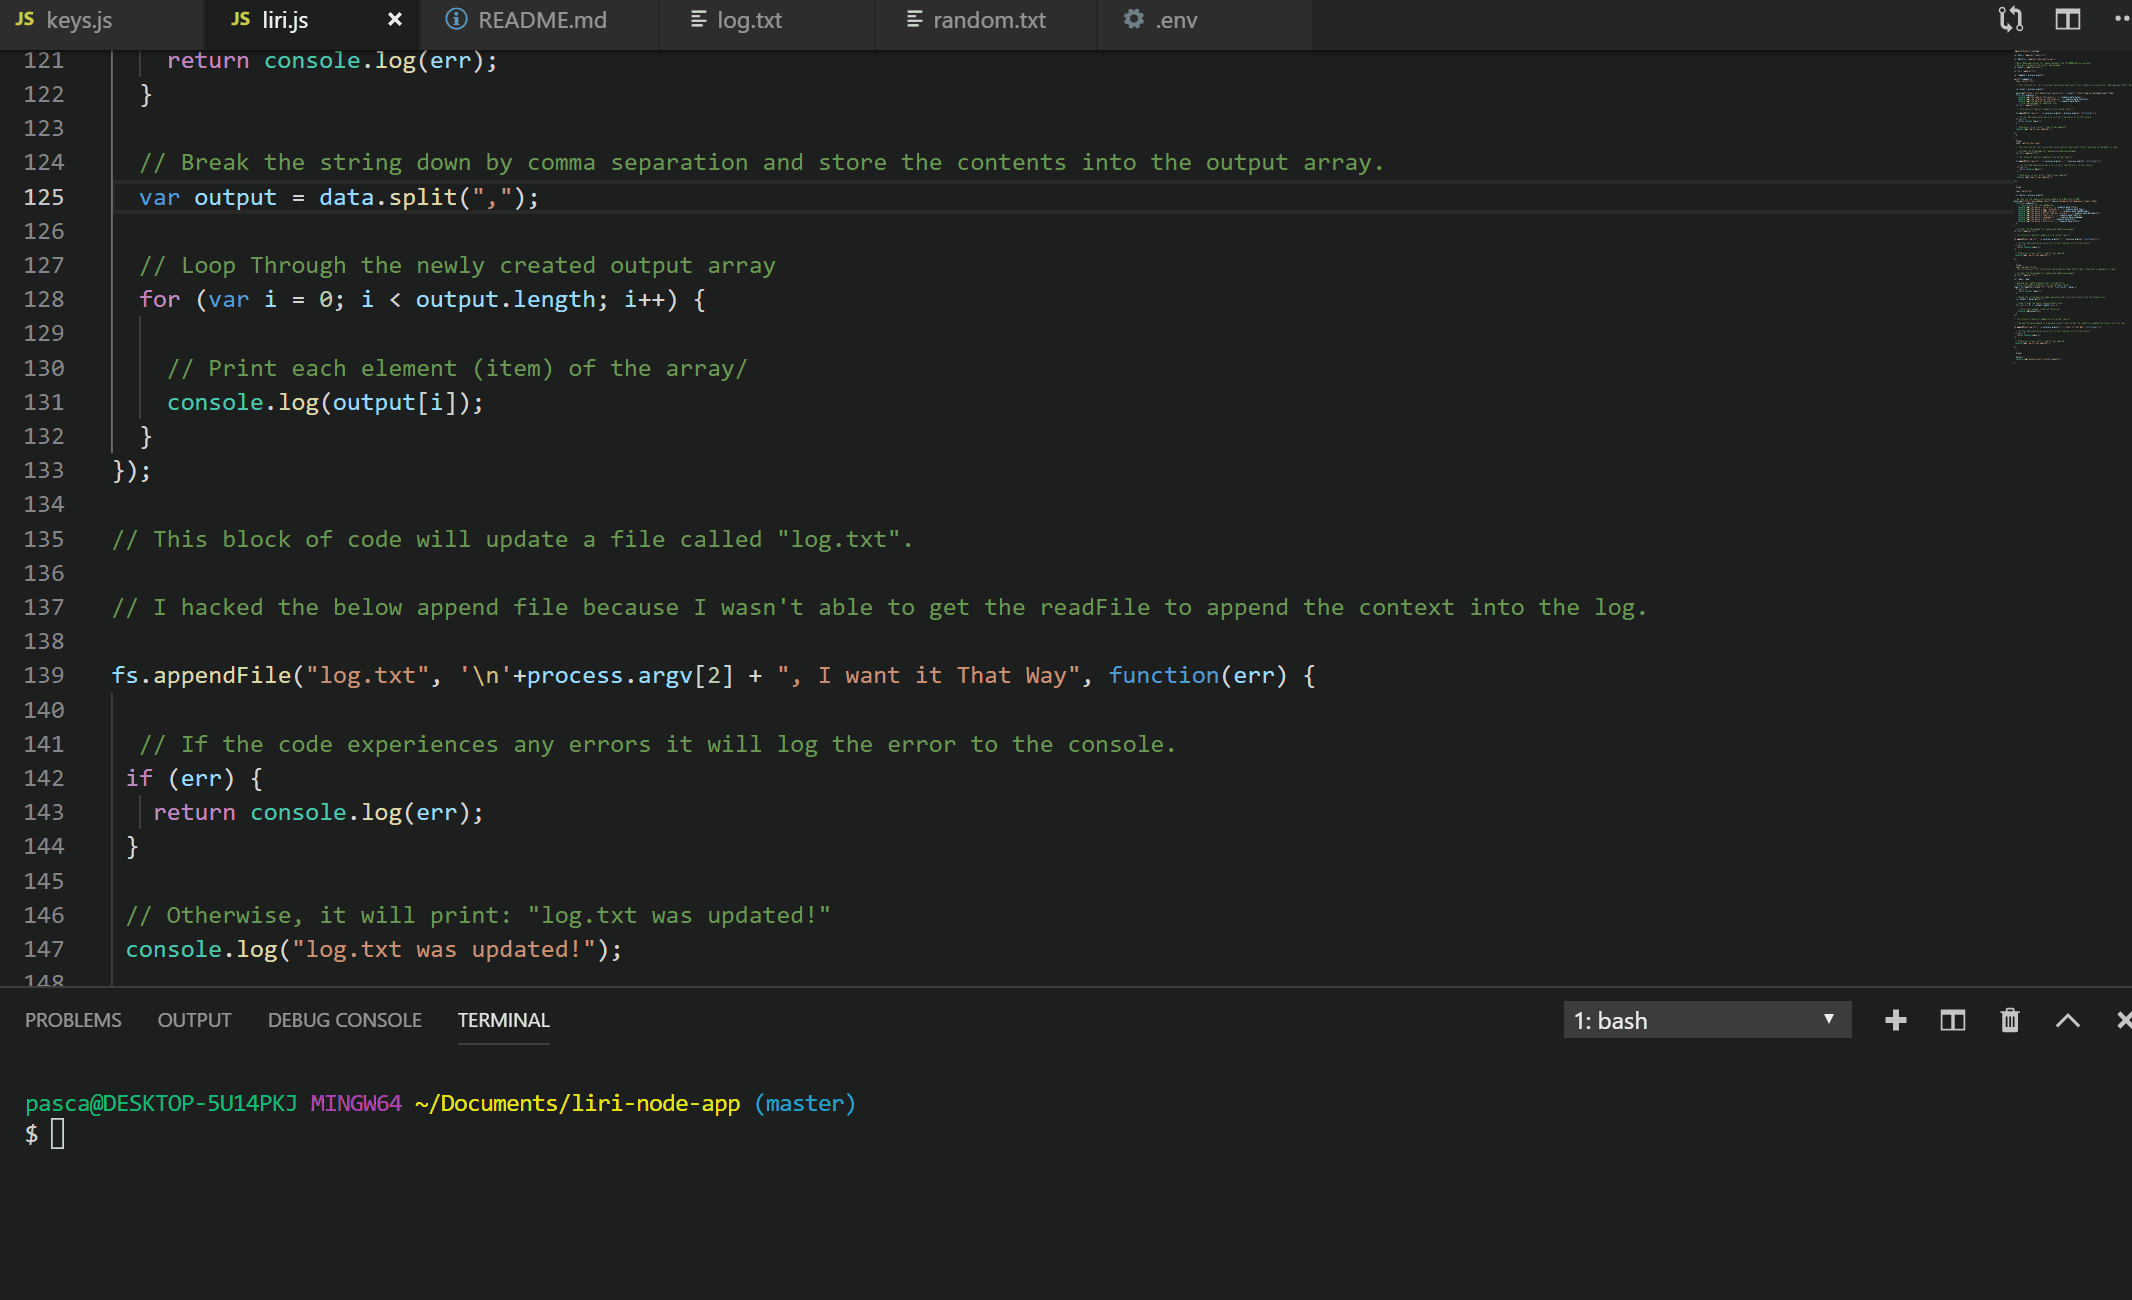 JS keys.js JS liri.js README.md log.txt random.txt .env
121 return console.log(err);
122 }
123
124 // Break the string down by comma separation and store the contents into the output array.
125 var output = data.split(",");
126
127 // Loop Through the newly created output array
128 for (var i = 0; i < output.length; i++) {
129
130 // Print each element (item) of the array/
131 console.log(output[i]);
132 }
133 });
134
135 // This block of code will update a file called "log.txt".
136
137 // I hacked the below append file because I wasn't able to get the readFile to append the context into the log.
138
139 fs.appendFile("log.txt", '\n'+process.argv[2] + ", I want it That Way", function(err) {
140
141 // If the code experiences any errors it will log the error to the console.
142 if (err) {
143 return console.log(err);
144 }
145
146 // Otherwise, it will print: "log.txt was updated!"
147 console.log("log.txt was updated!");
148
PROBLEMS OUTPUT DEBUG CONSOLE TERMINAL 1: bash
pasca@DESKTOP-5U14PKJ MINGW64 ~/Documents/liri-node-app (master)
$